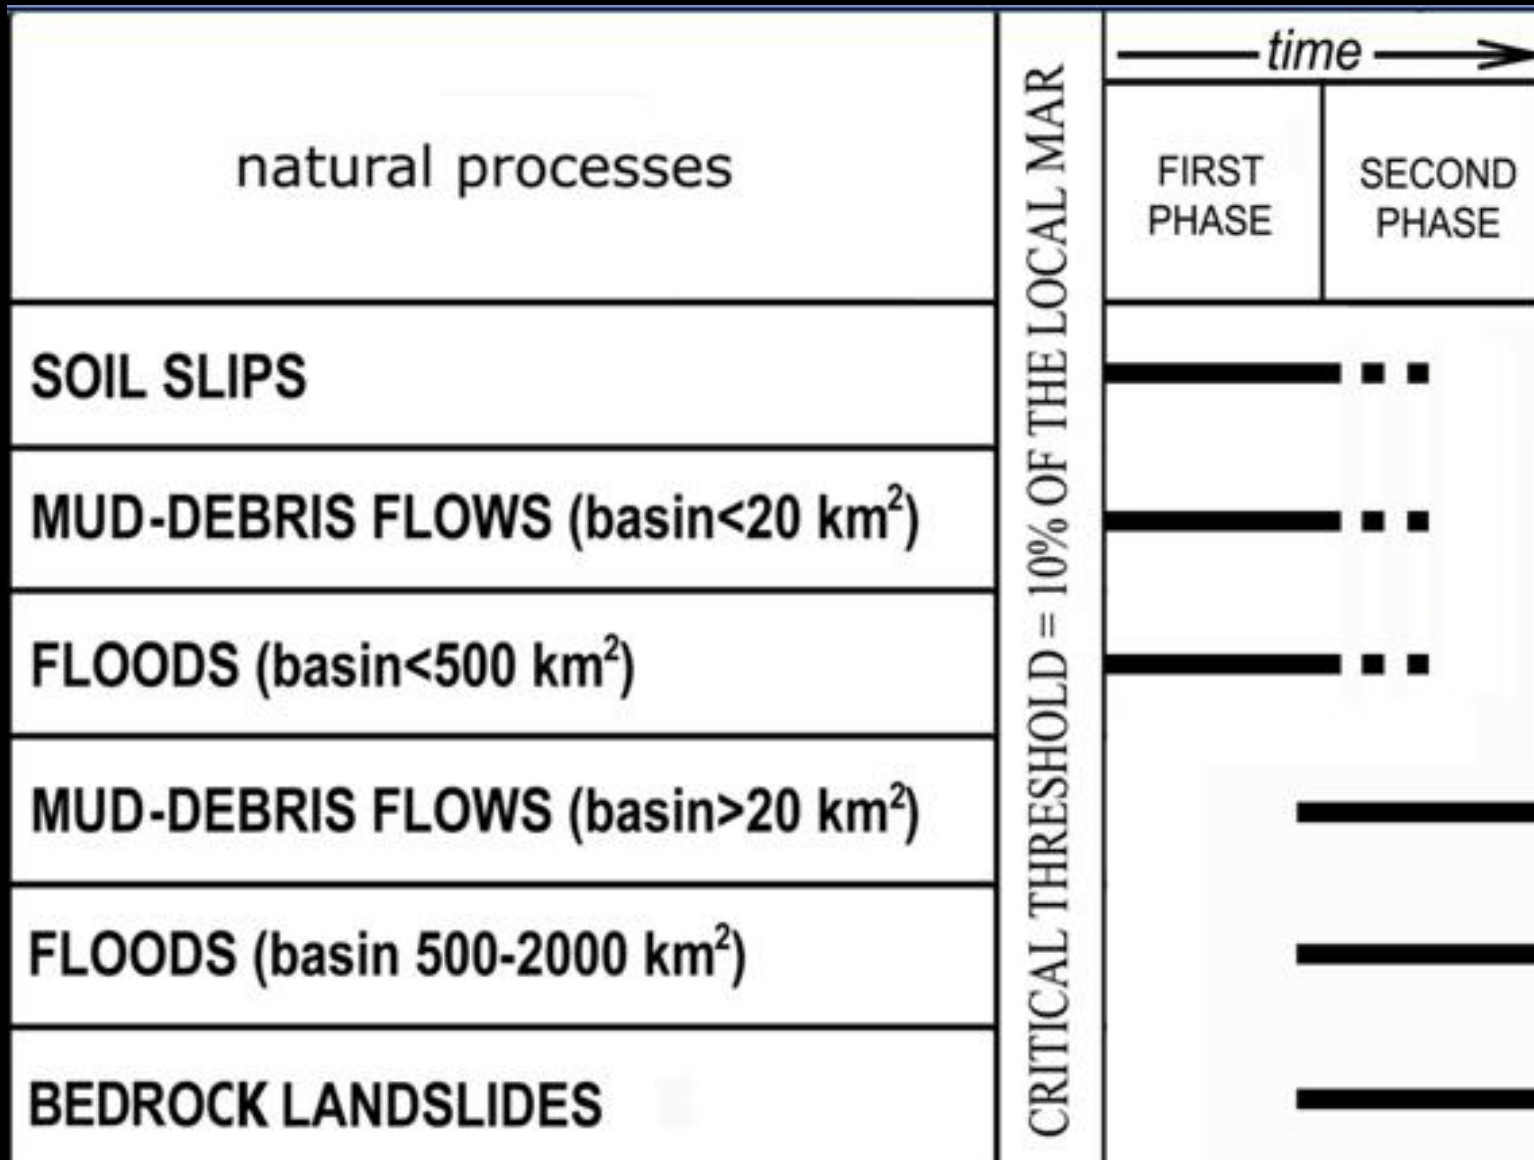 natural processes
CRITICAL THRESHOLD = 10% OF THE LOCAL MAR
time
FIRST
PHASE
SECOND
PHASE
SOIL SLIPS
MUD-DEBRIS FLOWS (basin<20 km²)
FLOODS (basin<500 km²)
MUD-DEBRIS FLOWS (basin>20 km²)
FLOODS (basin 500-2000 km²)
BEDROCK LANDSLIDES